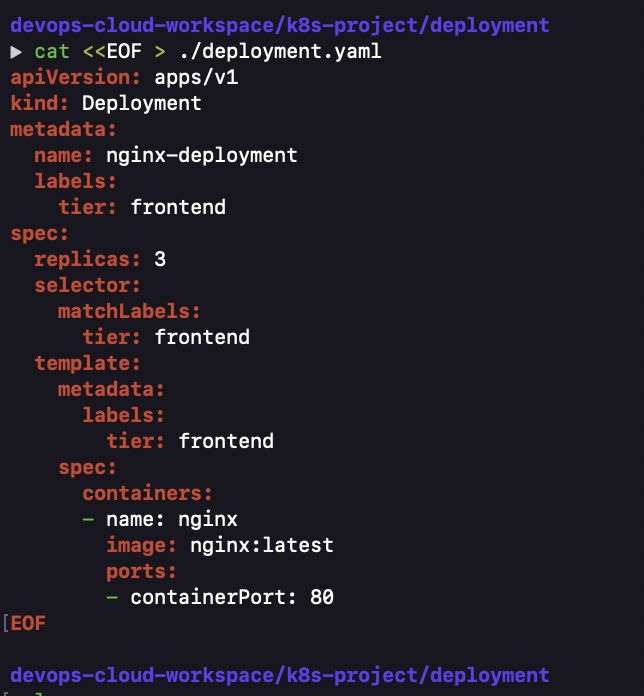 devops-cloud-workspace/k8s-project/deployment
▶ cat <<EOF > ./deployment.yaml
apiVersion: apps/v1
kind: Deployment
metadata:
  name: nginx-deployment
  labels:
    tier: frontend
spec:
  replicas: 3
  selector:
    matchLabels:
      tier: frontend
  template:
    metadata:
      labels:
        tier: frontend
    spec:
      containers:
      - name: nginx
        image: nginx:latest
        ports:
        - containerPort: 80
[EOF

devops-cloud-workspace/k8s-project/deployment